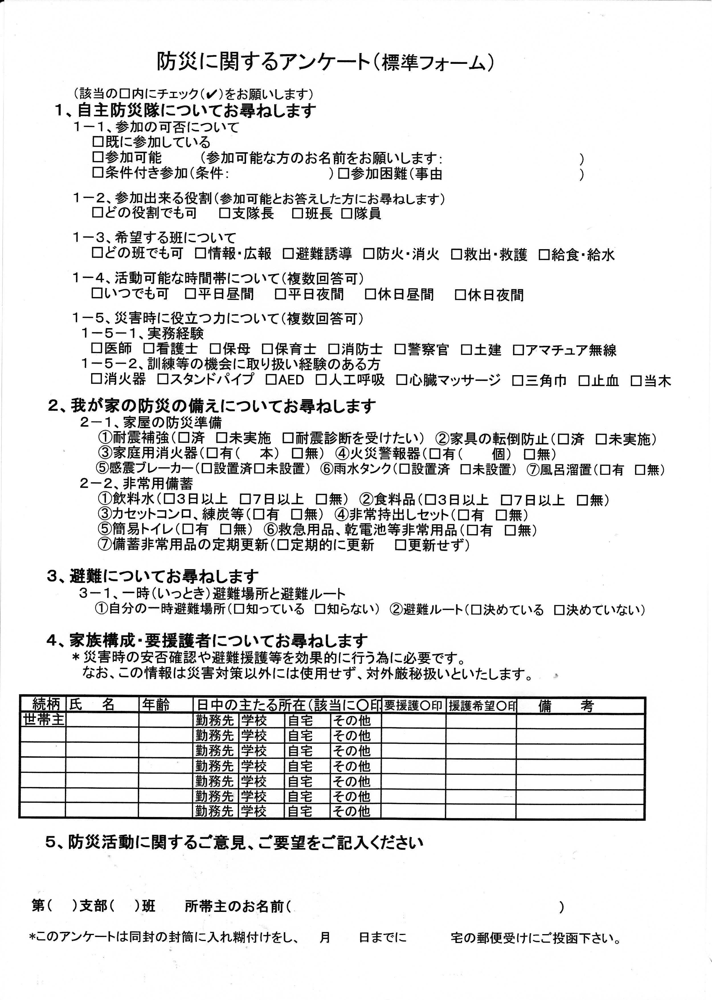 防災に関するアンケート（標準フォーム）
（該当の□内にチェック（✔）をお願いします）
１、自主防災隊についてお尋ねします
１－１、参加の可否について
□既に参加している
□参加可能　　（参加可能な方のお名前をお願いします：　　　　　　　　）
□条件付き参加（条件：　　　　　　）□参加困難（事由　　　　　　　　）
１－２、参加出来る役割（参加可能とお答えした方にお尋ねします）
□どの役割でも可　□支隊長　□班長　□隊員
１－３、希望する班について
□どの班でも可　□情報・広報　□避難誘導　□防火・消火　□救出・救護　□給食・給水
１－４、活動可能な時間帯について（複数回答可）
□いつでも可　□平日昼間　□平日夜間　□休日昼間　□休日夜間
１－５、災害時に役立つ力について（複数回答可）
１－５－１、実務経験
□医師　□看護士　□保母　□保育士　□消防士　□警察官　□土建　□アマチュア無線
１－５－２、訓練等の機会に取り扱い経験のある方
□消火器　□スタンドパイプ　□AED　□人工呼吸　□心臓マッサージ　□三角巾　□止血　□当木
２、我が家の防災の備えについてお尋ねします
２－１、家屋の防災準備
①耐震補強（□済　□未実施　□耐震診断を受けたい）　②家具の転倒防止（□済　□未実施）
③家庭用消火器（□有（　　本）　□無）　④火災警報器（□有（　　個）　□無）
⑤感震ブレーカー（□設置済□未設置）　⑥雨水タンク（□設置済　□未設置）　⑦風呂溜置（□有　□無）
２－２、非常用備蓄
①飲料水（□３日以上　□７日以上　□無）　②食料品（□３日以上　□７日以上　□無）
③カセットコンロ、練炭等（□有　□無）　④非常持出しセット（□有　□無）
⑤簡易トイレ（□有　□無）　⑥救急用品、乾電池等非常用品（□有　□無）
⑦備蓄非常用品の定期更新（□定期的に更新　　□更新せず）
３、避難についてお尋ねします
３－１、一時（いっとき）避難場所と避難ルート
①自分の一時避難場所（□知っている　□知らない）　②避難ルート（□決めている　□決めていない）
４、家族構成・要援護者についてお尋ねします
＊災害時の安否確認や避難援護等を効果的に行う為に必要です。
なお、この情報は災害対策以外には使用せず、対外厳秘扱いといたします。
続柄　氏　名　年齢　日中の主たる所在（該当に〇印　要援護〇印　援護希望〇印　備　考
世帯主　勤務先　学校　自宅　その他
勤務先　学校　自宅　その他
勤務先　学校　自宅　その他
勤務先　学校　自宅　その他
勤務先　学校　自宅　その他
勤務先　学校　自宅　その他
勤務先　学校　自宅　その他
５、防災活動に関するご意見、ご要望をご記入ください
第（　）支部（　）班　　所帯主のお名前（　　　　　　　　　　　　）
*このアンケートは同封の封筒に入れ糊付けをし、　　月　　日までに　　　　宅の郵便受けにご投函下さい。